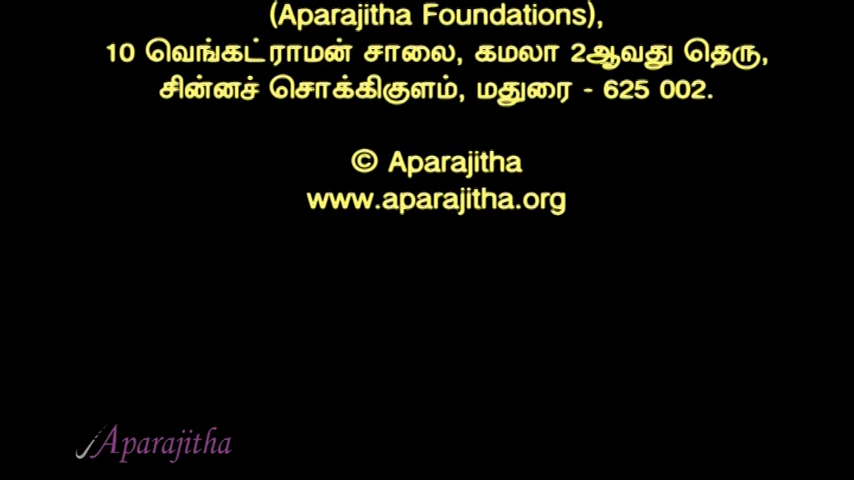 (Aparajitha Foundations),
10 வெங்கட்ராமன் சாலை, கமலா 2ஆவது தெரு,
சின்னச் சொக்கிகுளம், மதுரை - 625 002.
© Aparajitha
www.aparajitha.org
Aparajitha